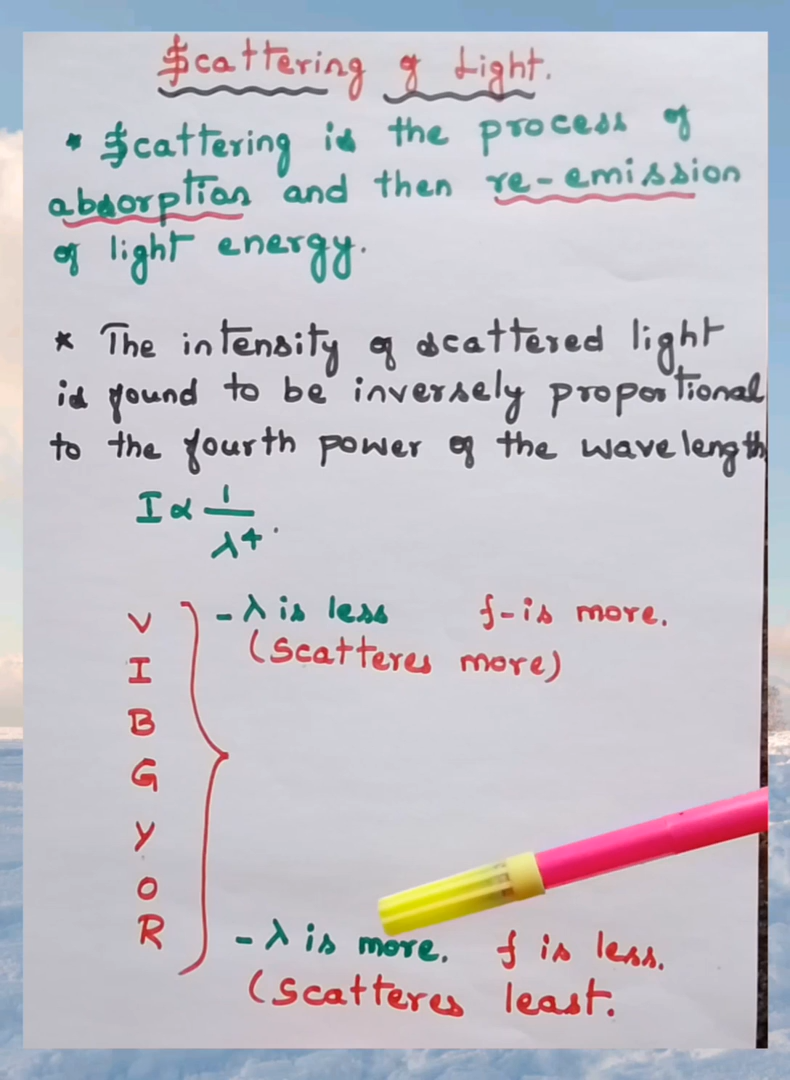 Scattering of Light.
* Scattering is the process of
absorption and then re-emission
of light energy.
* The intensity of scattered light
is found to be inversely proportional
to the fourth power of the wavelength
I ∝ 1/λ⁴.
V - λ is less f-is more.
(Scatteres more)
I
B
G
Y
O
R - λ is more. f is less.
(Scatteres least.